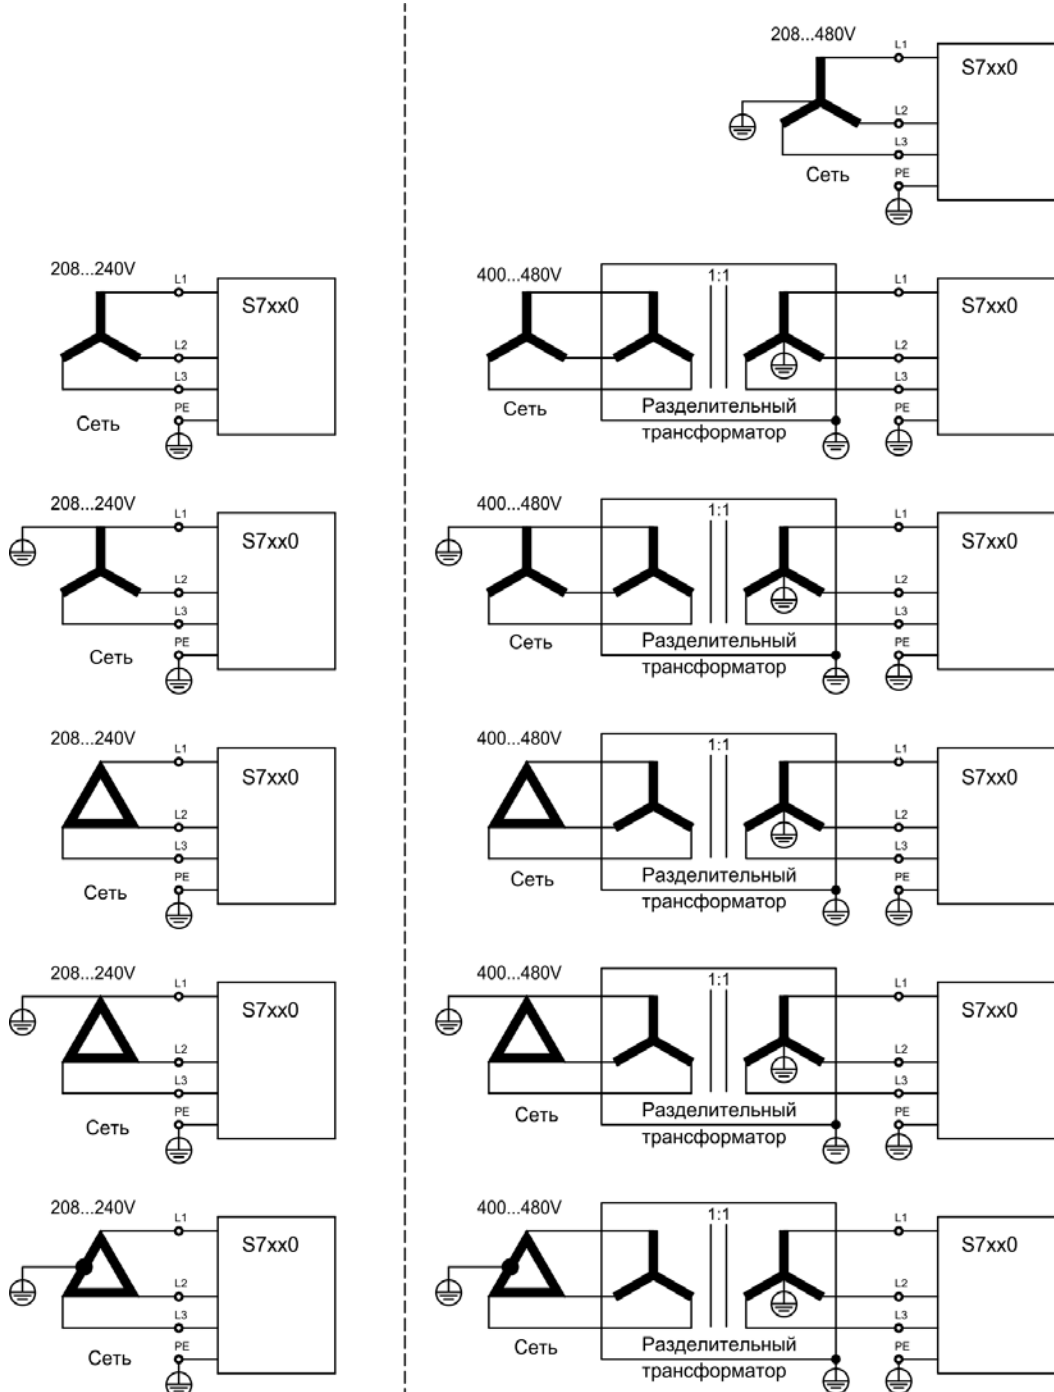 208...480V
L1
S7xx0
L2
L3
Сеть
PE
208...240V
L1
S7xx0
L2
L3
PE
Сеть
400...480V
1:1
L1
S7xx0
L2
L3
Сеть
Разделительный
трансформатор
PE
208...240V
L1
S7xx0
L2
L3
PE
Сеть
400...480V
1:1
L1
S7xx0
L2
L3
Сеть
Разделительный
трансформатор
PE
208...240V
L1
S7xx0
L2
L3
PE
Сеть
400...480V
1:1
L1
S7xx0
L2
L3
Сеть
Разделительный
трансформатор
PE
208...240V
L1
S7xx0
L2
L3
PE
Сеть
400...480V
1:1
L1
S7xx0
L2
L3
Сеть
Разделительный
трансформатор
PE
208...240V
L1
S7xx0
L2
L3
PE
Сеть
400...480V
1:1
L1
S7xx0
L2
L3
Сеть
Разделительный
трансформатор
PE